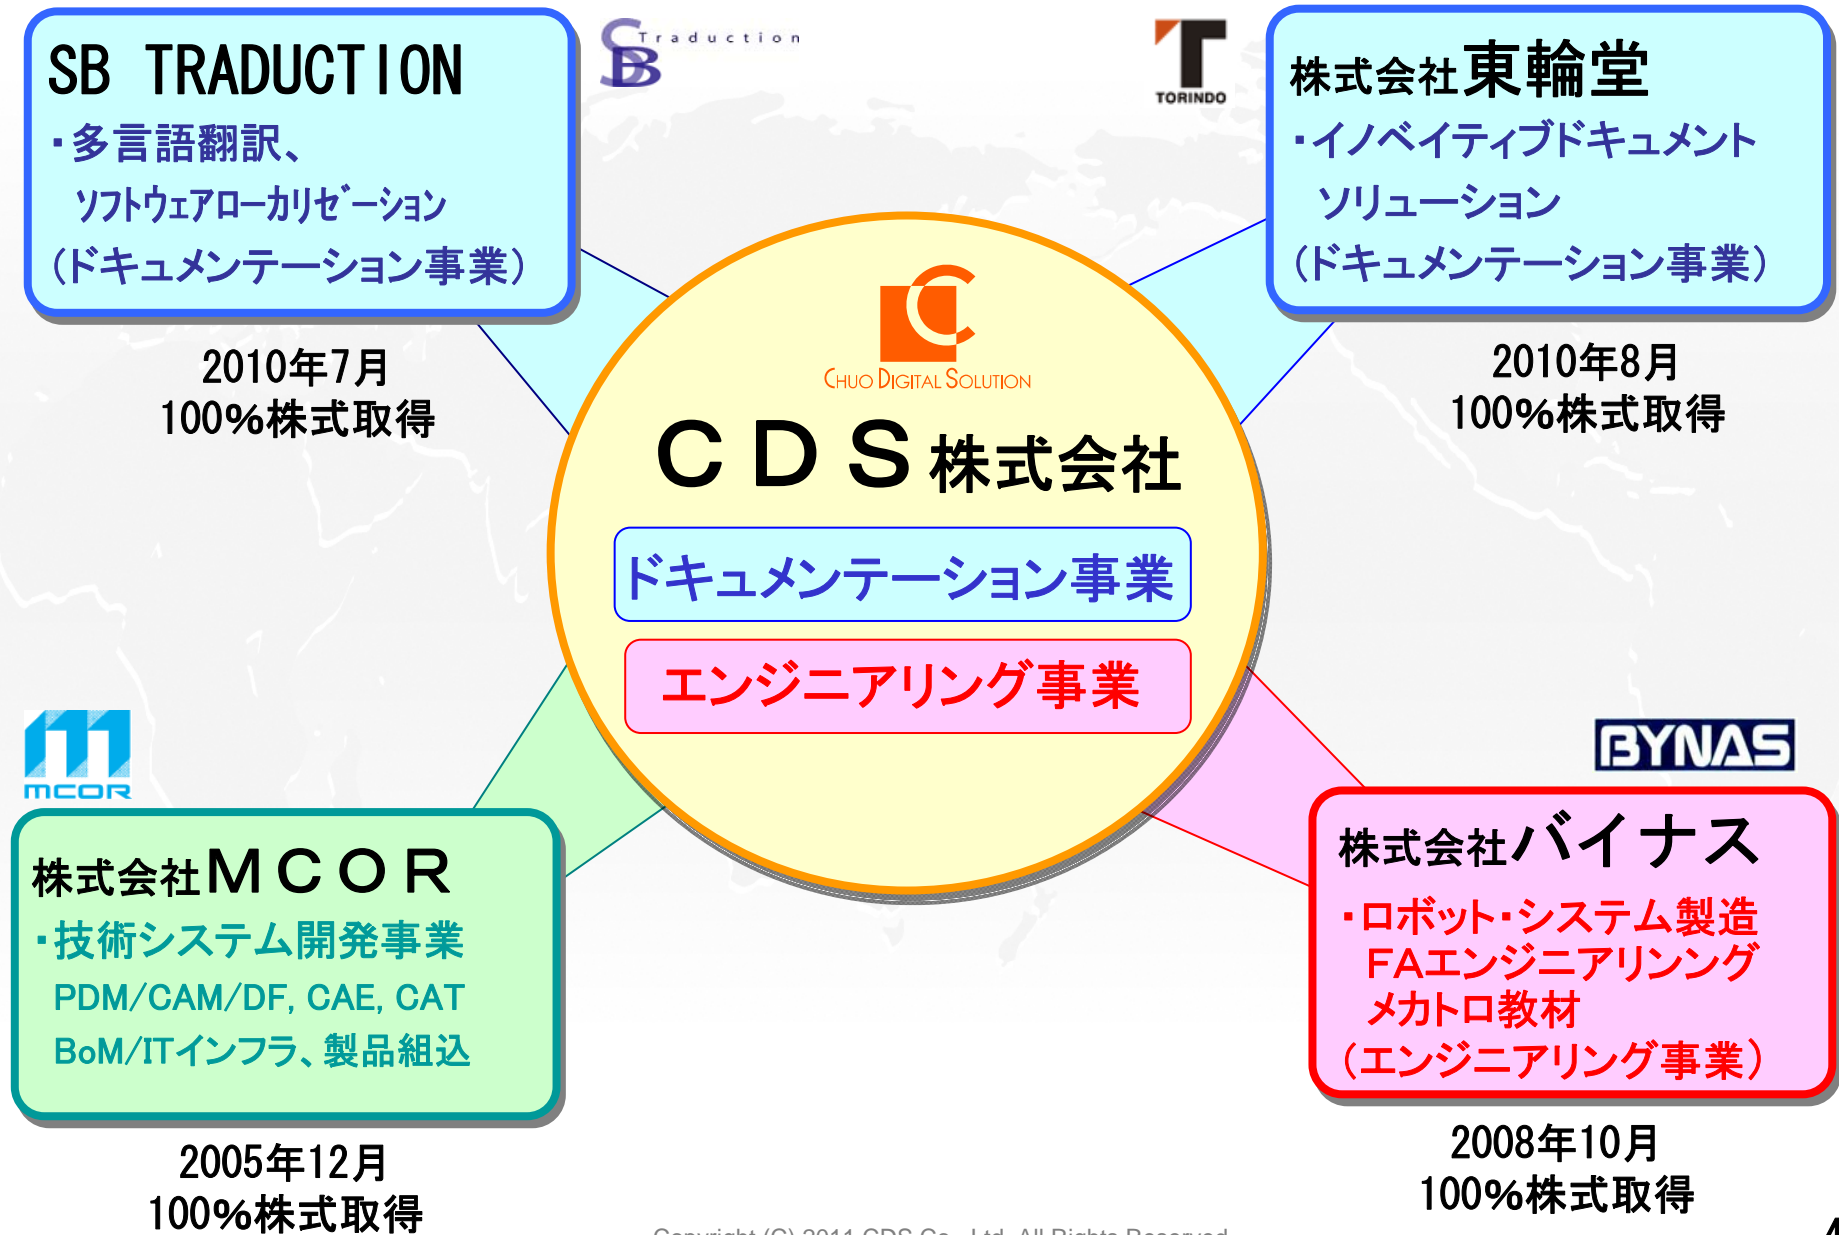 SB TRADUCTION
・多言語翻訳、
ソフトウェアローカリゼーション
(ドキュメンテーション事業)
2010年7月
100%株式取得
SB Traduction
TORINDO
株式会社東輪堂
・イノベイティブドキュメント
ソリューション
(ドキュメンテーション事業)
2010年8月
100%株式取得
CHUO DIGITAL SOLUTION
CDS株式会社
ドキュメンテーション事業
エンジニアリング事業
MCOR
株式会社MCOR
・技術システム開発事業
PDM/CAM/DF, CAE, CAT
BoM/ITインフラ、製品組込
2005年12月
100%株式取得
BYNAS
株式会社バイナス
・ロボット・システム製造
FAエンジニアリンング
メカトロ教材
(エンジニアリング事業)
2008年10月
100%株式取得
Copyright (C) 2011 CDS Co., Ltd. All Rights Reserved
4